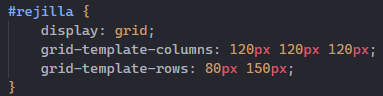 #rejilla {
    display: grid;
    grid-template-columns: 120px 120px 120px;
    grid-template-rows: 80px 150px;
}